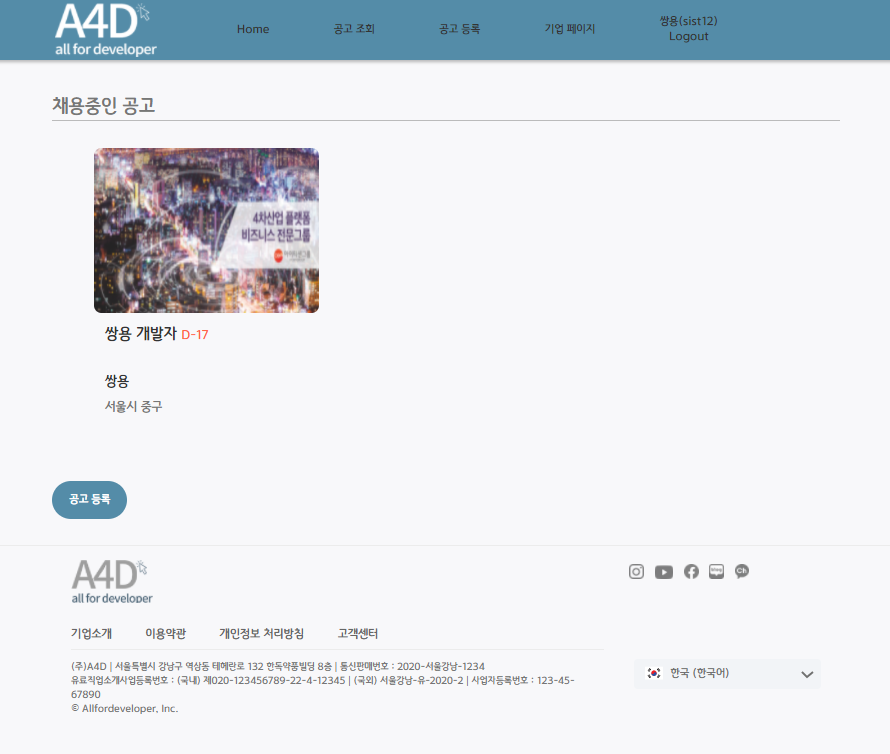 A4D
all for developer
Home
공고 조회
공고 등록
기업 페이지
쌍용(sist12)
Logout
채용중인 공고
4차산업 플랫폼
비즈니스 전문그룹
쌍용 개발자 D-17
쌍용
서울시 중구
공고 등록
A4D
all for developer
기업소개
이용약관
개인정보 처리방침
고객센터
(주)A4D | 서울특별시 강남구 역삼동 테헤란로 132 한독약품빌딩 8층 | 통신판매번호 : 2020-서울강남-1234
유료직업소개사업등록번호 : (국내) 제020-123456789-22-4-12345 | (국외) 서울강남-유-2020-2 | 사업자등록번호 : 123-45-
67890
© Allfordeveloper, Inc.
한국 (한국어)